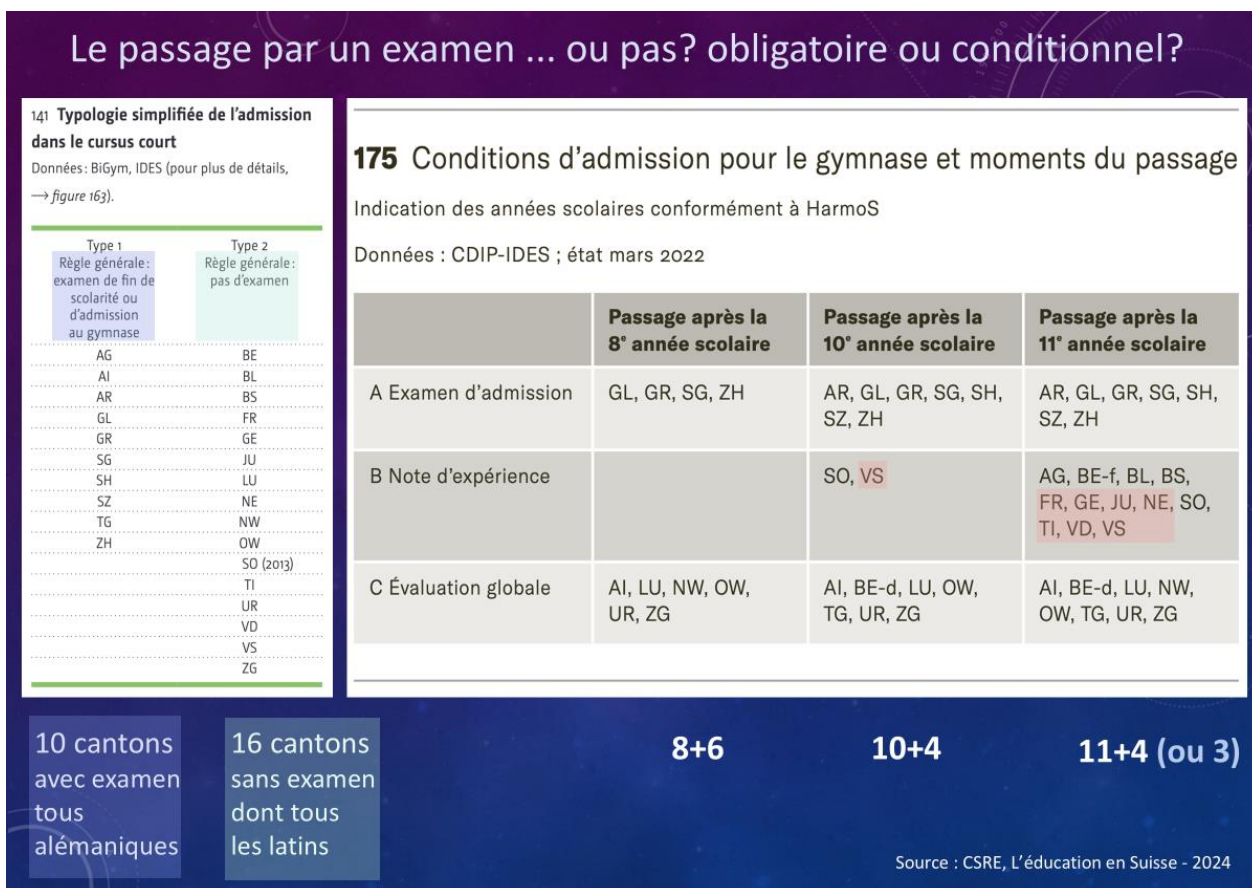 Le passage par un examen ... ou pas? obligatoire ou conditionnel?
141 Typologie simplifiée de l'admission
dans le cursus court
Données: BiGym, IDES (pour plus de détails,
→ figure 163).
Type 1 Type 2
Règle générale: Règle générale:
examen de fin de pas d'examen
scolarité ou
d'admission
au gymnase
AG BE
AI BL
AR BS
GL FR
GR GE
SG JU
SH LU
SZ NE
TG NW
ZH OW
SO (2013)
TI
UR
VD
VS
ZG
175 Conditions d'admission pour le gymnase et moments du passage
Indication des années scolaires conformément à HarmoS
Données : CDIP-IDES ; état mars 2022
Passage après la Passage après la Passage après la
8e année scolaire 10e année scolaire 11e année scolaire
A Examen d'admission GL, GR, SG, ZH AR, GL, GR, SG, SH, AR, GL, GR, SG, SH,
SZ, ZH SZ, ZH
B Note d'expérience SO, VS AG, BE-f, BL, BS,
FR, GE, JU, NE, SO,
TI, VD, VS
C Évaluation globale AI, LU, NW, OW, AI, BE-d, LU, OW, AI, BE-d, LU, NW,
UR, ZG TG, UR, ZG OW, TG, UR, ZG
10 cantons
avec examen
tous
alémaniques
16 cantons
sans examen
dont tous
les latins
8+6 10+4 11+4 (ou 3)
Source : CSRE, L'éducation en Suisse - 2024